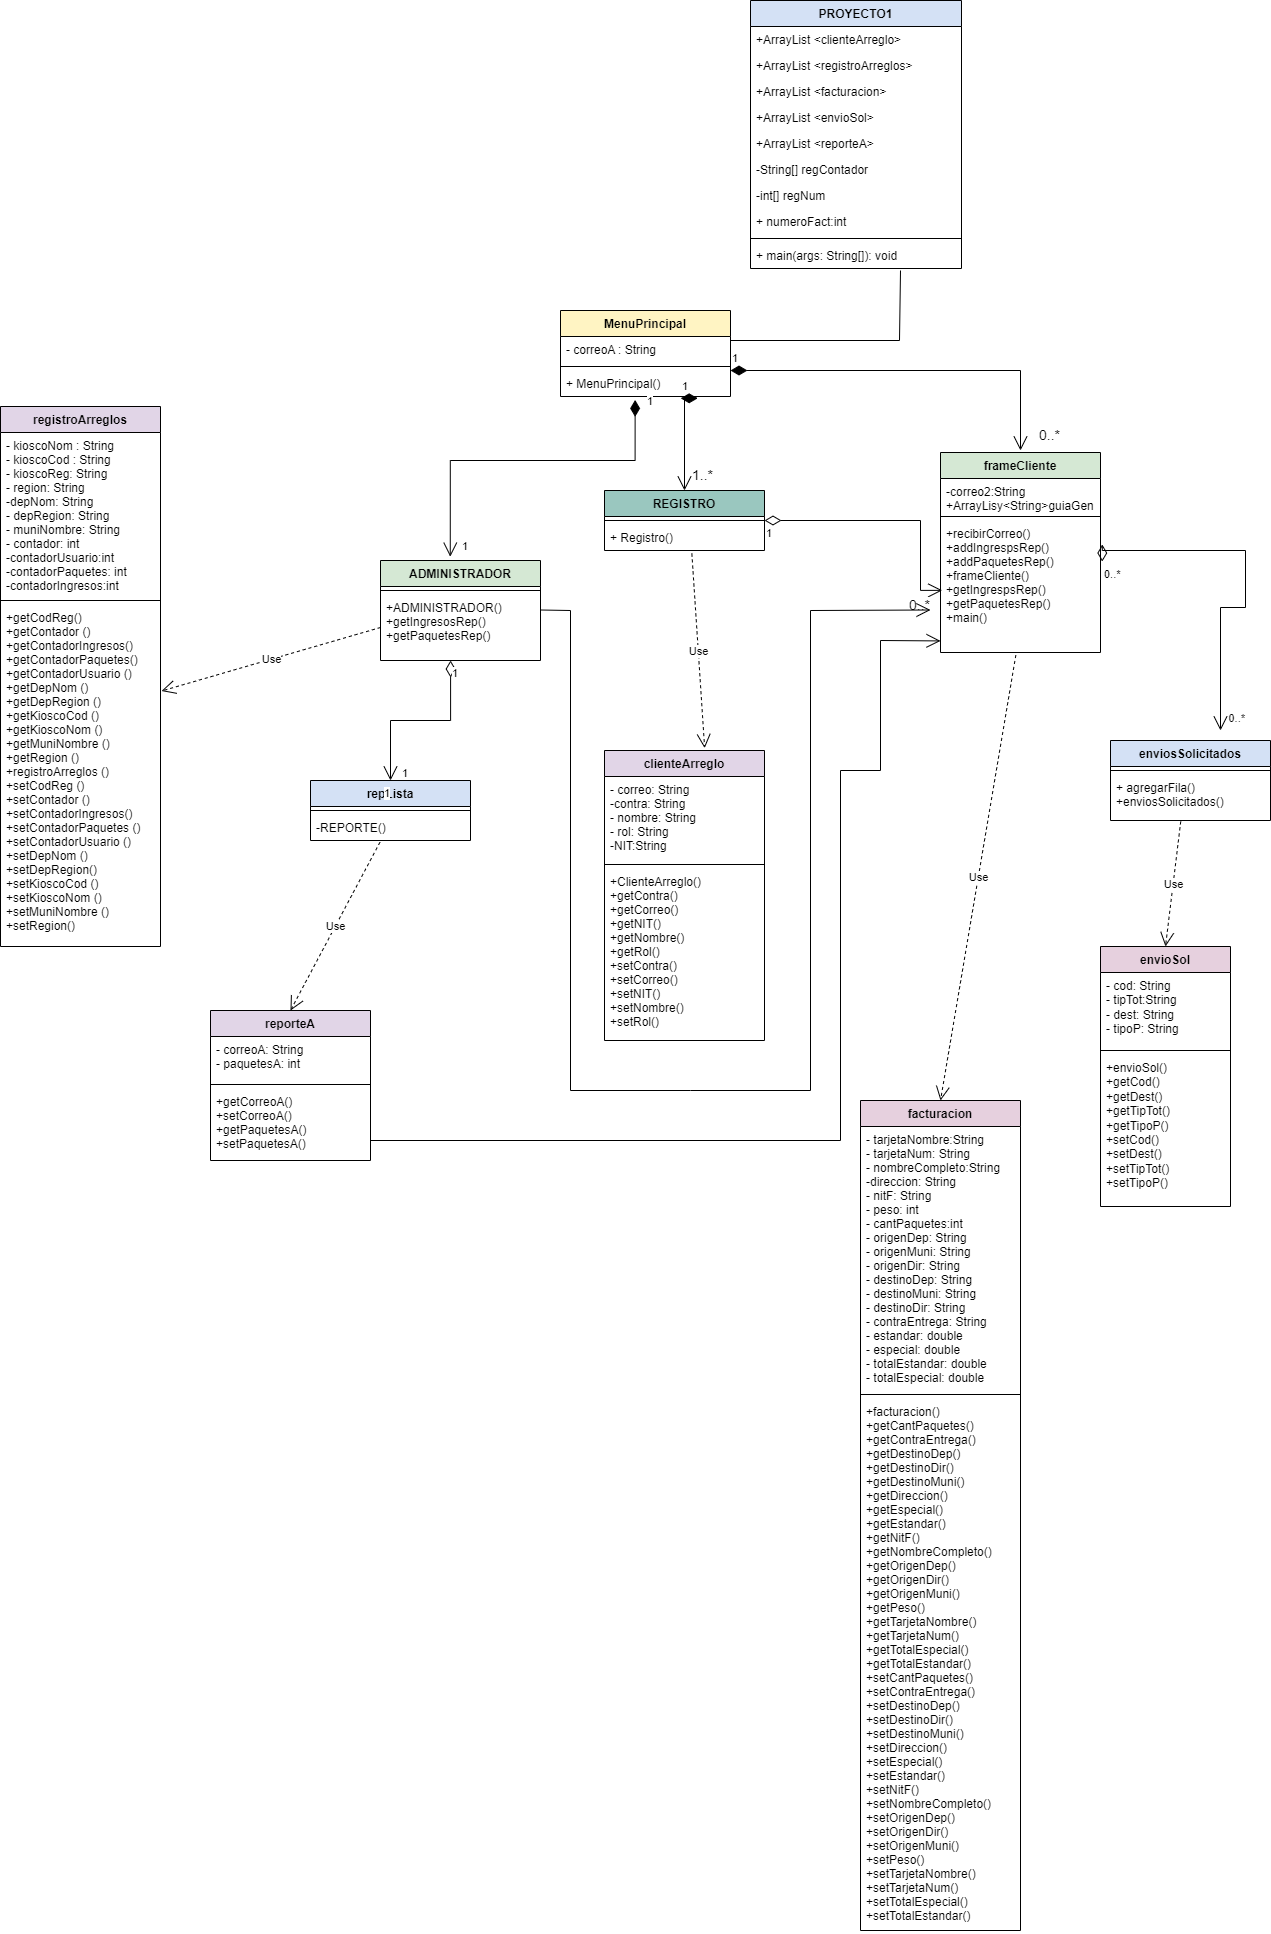 PROYECTO1
+ArrayList <clienteArreglo>
+ArrayList <registroArreglos>
+ArrayList <facturacion>
+ArrayList <envioSol>
+ArrayList <reporteA>
-String[] regContador
-int[] regNum
+ numeroFact:int
+ main(args: String[]): void
MenuPrincipal
- correoA : String
+ MenuPrincipal()
1
1
1
0..*
1..*
1
registroArreglos
- kioscoNom : String
- kioscoCod : String
- kioscoReg: String
- region: String
-depNom: String
- depRegion: String
- muniNombre: String
- contador: int
-contadorUsuario:int
-contadorPaquetes: int
-contadorIngresos:int
+getCodReg()
+getContador ()
+getContadorIngresos()
+getContadorPaquetes()
+getContadorUsuario ()
+getDepNom ()
+getDepRegion ()
+getKioscoCod ()
+getKioscoNom ()
+getMuniNombre ()
+getRegion ()
+registroArreglos ()
+setCodReg ()
+setContador ()
+setContadorIngresos()
+setContadorPaquetes ()
+setContadorUsuario ()
+setDepNom ()
+setDepRegion()
+setKioscoCod ()
+setKioscoNom ()
+setMuniNombre ()
+setRegion()
ADMINISTRADOR
+ADMINISTRADOR()
+getIngresosRep()
+getPaquetesRep()
Use
1
1
REGISTRO
+ Registro()
1
Use
frameCliente
-correo2:String
+ArrayLisy<String>guiaGen
+recibirCorreo()
+addIngrespsRep()
+addPaquetesRep()
+frameCliente()
+getIngrespsRep()
+getPaquetesRep()
+main()
0..*
0..*
0..*
Use
repLista
1
-REPORTE()
Use
clienteArreglo
- correo: String
-contra: String
- nombre: String
- rol: String
-NIT:String
+ClienteArreglo()
+getContra()
+getCorreo()
+getNIT()
+getNombre()
+getRol()
+setContra()
+setCorreo()
+setNIT()
+setNombre()
+setRol()
enviosSolicitados
+ agregarFila()
+enviosSolicitados()
Use
envioSol
- cod: String
- tipTot:String
- dest: String
- tipoP: String
+envioSol()
+getCod()
+getDest()
+getTipTot()
+getTipoP()
+setCod()
+setDest()
+setTipTot()
+setTipoP()
reporteA
- correoA: String
- paquetesA: int
+getCorreoA()
+setCorreoA()
+getPaquetesA()
+setPaquetesA()
facturacion
- tarjetaNombre:String
- tarjetaNum: String
- nombreCompleto:String
-direccion: String
- nitF: String
- peso: int
- cantPaquetes:int
- origenDep: String
- origenMuni: String
- origenDir: String
- destinoDep: String
- destinoMuni: String
- destinoDir: String
- contraEntrega: String
- estandar: double
- especial: double
- totalEstandar: double
- totalEspecial: double
+facturacion()
+getCantPaquetes()
+getContraEntrega()
+getDestinoDep()
+getDestinoDir()
+getDestinoMuni()
+getDireccion()
+getEspecial()
+getEstandar()
+getNitF()
+getNombreCompleto()
+getOrigenDep()
+getOrigenDir()
+getOrigenMuni()
+getPeso()
+getTarjetaNombre()
+getTarjetaNum()
+getTotalEspecial()
+getTotalEstandar()
+setCantPaquetes()
+setContraEntrega()
+setDestinoDep()
+setDestinoDir()
+setDestinoMuni()
+setDireccion()
+setEspecial()
+setEstandar()
+setNitF()
+setNombreCompleto()
+setOrigenDep()
+setOrigenDir()
+setOrigenMuni()
+setPeso()
+setTarjetaNombre()
+setTarjetaNum()
+setTotalEspecial()
+setTotalEstandar()